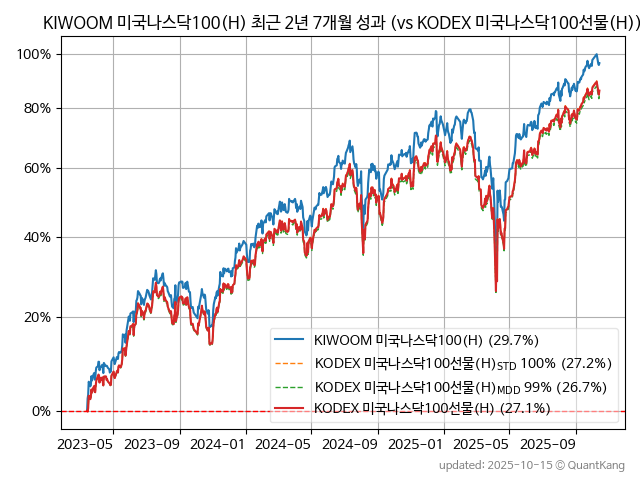 KIWOOM 미국나스닥100(H) 최근 2년 7개월 성과 (vs KODEX 미국나스닥100선물(H))
100%
80%
60%
40%
20%
0%
KIWOOM 미국나스닥100(H) (29.7%)
KODEX 미국나스닥100선물(H)STD 100% (27.2%)
KODEX 미국나스닥100선물(H)MDD 99% (26.7%)
KODEX 미국나스닥100선물(H) (27.1%)
2023-05 2023-09 2024-01 2024-05 2024-09 2025-01 2025-05 2025-09
updated: 2025-10-15 © QuantKang